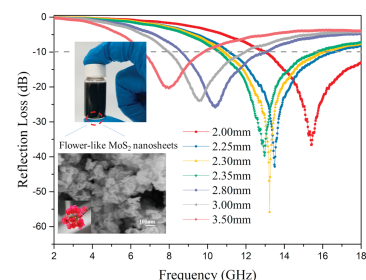 0
-10
-20
-30
-40
-50
-60
Reflection Loss (dB)
Flower-like MoS₂ nanosheets
100nm
2.00mm
2.25mm
2.30mm
2.35mm
2.80mm
3.00mm
3.50mm
2 4 6 8 10 12 14 16 18
Frequency (GHz)